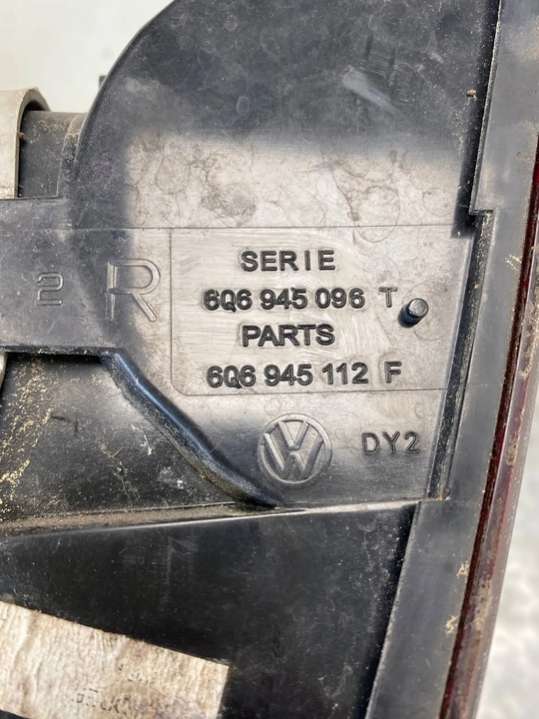 SERIE
2 R 6Q6 945 096 T
PARTS
6Q6 945 112 F
DY2